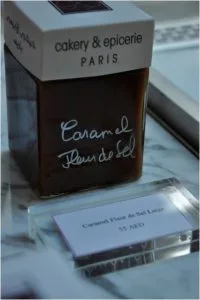 cakery & epicerie
PARIS
Caramel
Fleur de Sel
Caramel Fleur de Sel Large
55 AED